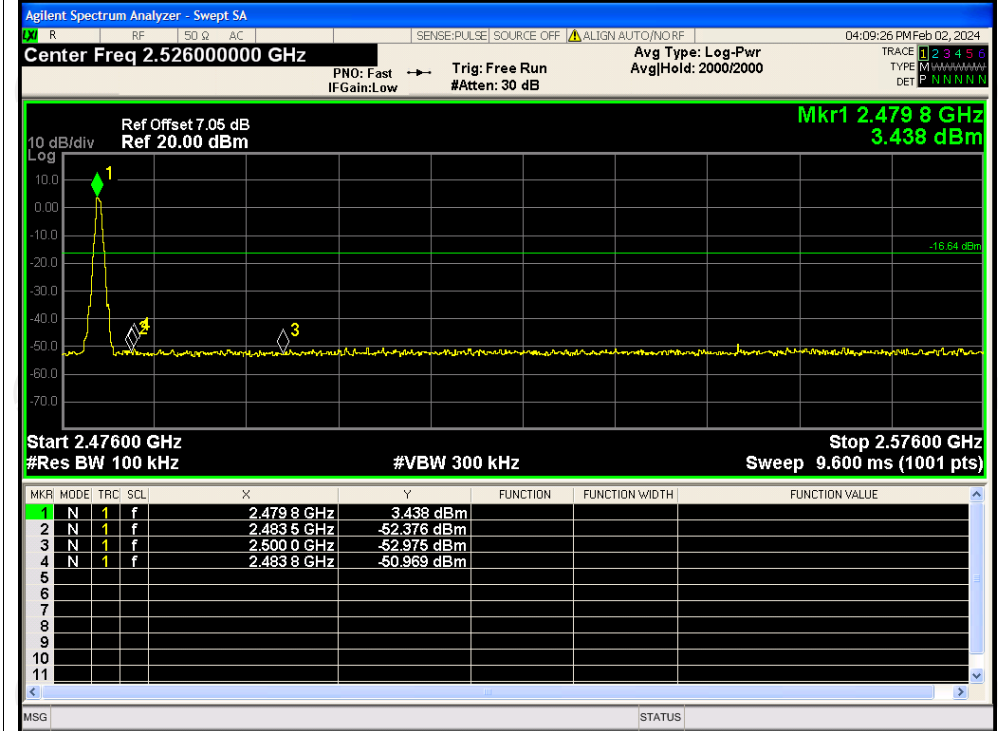 Agilent Spectrum Analyzer - Swept SA
LXI R RF 50 Ω AC SENSE:PULSE SOURCE OFF ALIGN AUTO/NO RF 04:09:26 PM Feb 02, 2024
Center Freq 2.526000000 GHz
PNO: Fast
IFGain:Low
Trig: Free Run
#Atten: 30 dB
Avg Type: Log-Pwr
Avg|Hold: 2000/2000
TRACE 1 2 3 4 5 6
TYPE M
DET P N N N N N
Mkr1 2.479 8 GHz
3.438 dBm
Ref Offset 7.05 dB
10 dB/div Ref 20.00 dBm
Log
10.0
0.00
-10.0
-16.64 dBm
-20.0
-30.0
-40.0
-50.0
-60.0
-70.0
1
2
4
3
Start 2.47600 GHz Stop 2.57600 GHz
#Res BW 100 kHz #VBW 300 kHz Sweep 9.600 ms (1001 pts)
MKR MODE TRC SCL X Y FUNCTION FUNCTION WIDTH FUNCTION VALUE
1 N 1 f 2.479 8 GHz 3.438 dBm
2 N 1 f 2.483 5 GHz -52.376 dBm
3 N 1 f 2.500 0 GHz -52.975 dBm
4 N 1 f 2.483 8 GHz -50.969 dBm
5
6
7
8
9
10
11
MSG STATUS